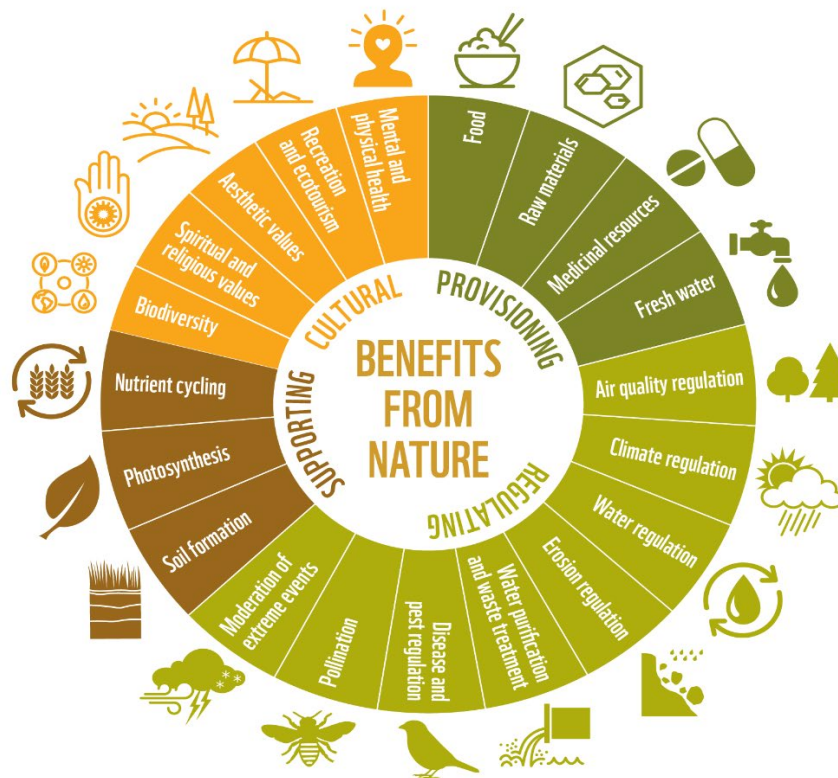 BENEFITS
FROM
NATURE
PROVISIONING
Food
Raw materials
Medicinal resources
Fresh water
REGULATING
Air quality regulation
Climate regulation
Water regulation
Erosion regulation
Water purification
and waste treatment
Disease and
pest regulation
Pollination
Moderation of
extreme events
SUPPORTING
Soil formation
Photosynthesis
Nutrient cycling
CULTURAL
Biodiversity
Spiritual and
religious values
Aesthetic values
Recreation
and ecotourism
Mental and
physical health